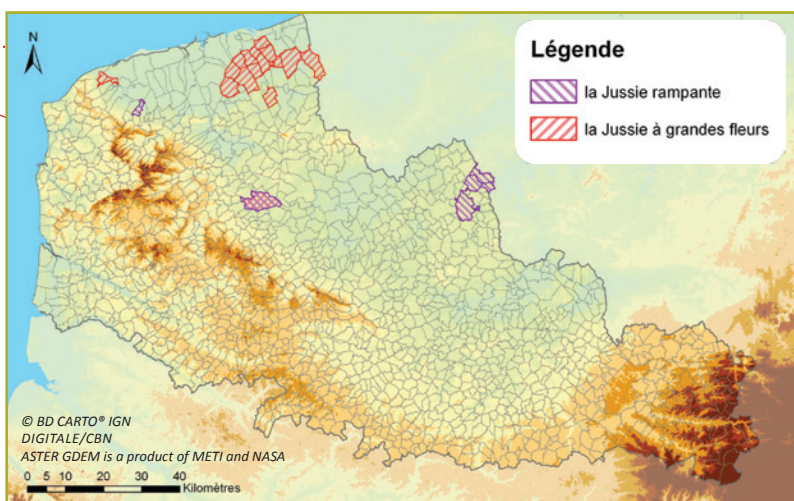 N
Légende
la Jussie rampante
la Jussie à grandes fleurs
© BD CARTO® IGN
DIGITALE/CBN
ASTER GDEM is a product of METI and NASA
0 5 10 20 30 40
Kilomètres